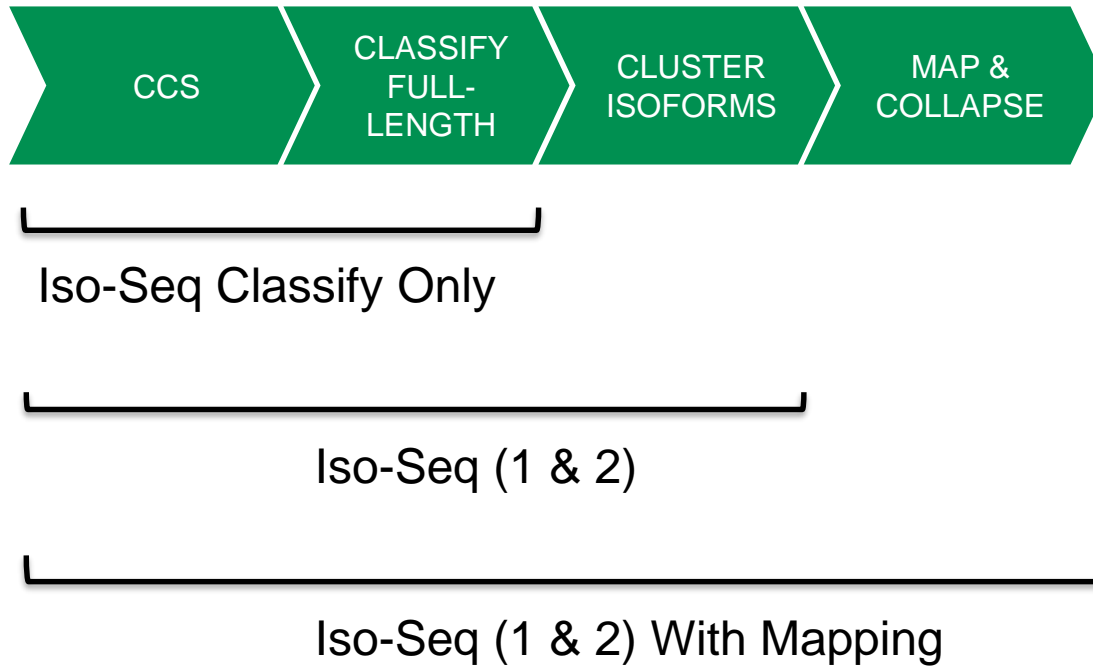 CCS
CLASSIFY
FULL-
LENGTH
CLUSTER
ISOFORMS
MAP &
COLLAPSE
Iso-Seq Classify Only
Iso-Seq (1 & 2)
Iso-Seq (1 & 2) With Mapping